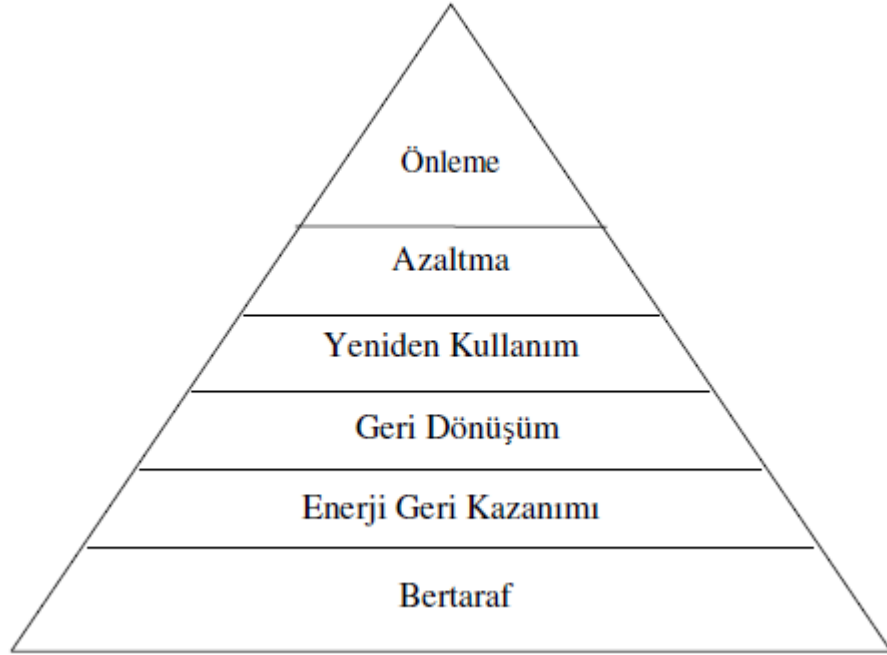 Önleme
Azaltma
Yeniden Kullanım
Geri Dönüşüm
Enerji Geri Kazanımı
Bertaraf